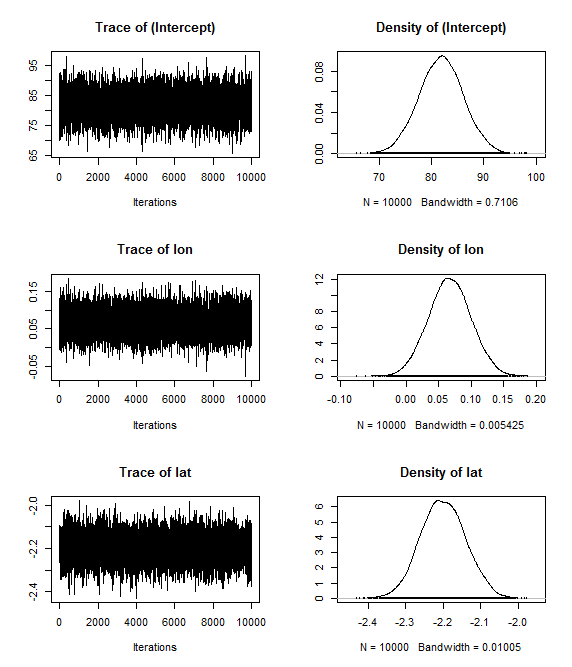 Trace of (Intercept)
Density of (Intercept)
95
85
75
65
0 2000 4000 6000 8000 10000
Iterations
0.08
0.04
0.00
70 80 90 100
N = 10000 Bandwidth = 0.7106
Trace of lon
Density of lon
0.15
0.05
-0.05
0 2000 4000 6000 8000 10000
Iterations
12
8
6
4
2
0
-0.10 0.00 0.05 0.10 0.15 0.20
N = 10000 Bandwidth = 0.005425
Trace of lat
Density of lat
-2.0
-2.2
-2.4
0 2000 4000 6000 8000 10000
Iterations
6
5
4
3
2
1
0
-2.4 -2.3 -2.2 -2.1 -2.0
N = 10000 Bandwidth = 0.01005